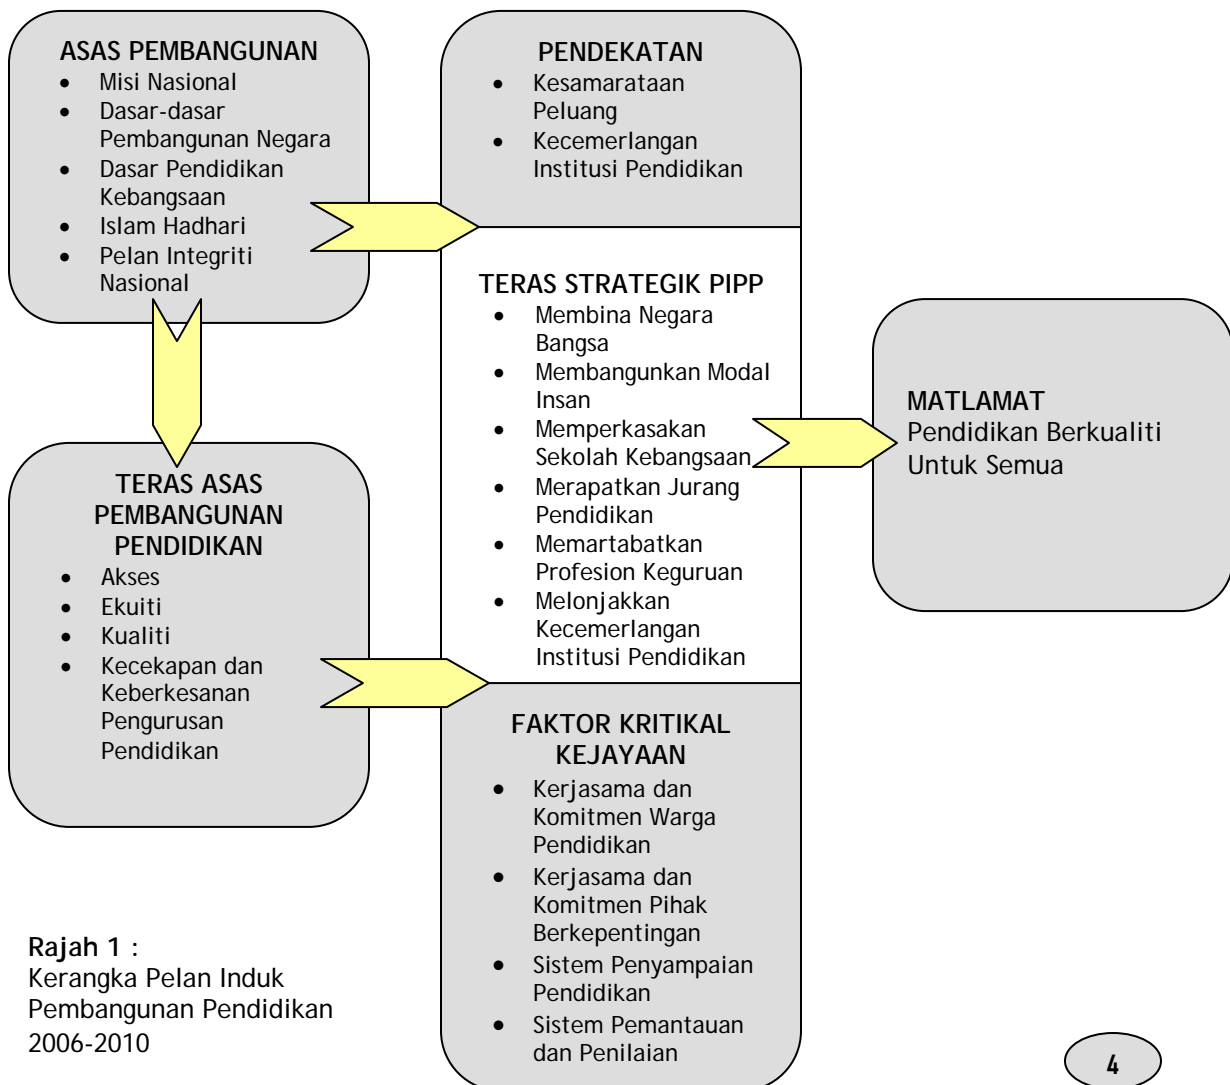 ASAS PEMBANGUNAN
• Misi Nasional
• Dasar-dasar
Pembangunan Negara
• Dasar Pendidikan
Kebangsaan
• Islam Hadhari
• Pelan Integriti
Nasional
TERAS ASAS
PEMBANGUNAN
PENDIDIKAN
• Akses
• Ekuiti
• Kualiti
• Kecekapan dan
Keberkesanan
Pengurusan
Pendidikan
PENDEKATAN
• Kesamarataan
Peluang
• Kecemerlangan
Institusi Pendidikan
TERAS STRATEGIK PIPP
• Membina Negara
Bangsa
• Membangunkan Modal
Insan
• Memperkasakan
Sekolah Kebangsaan
• Merapatkan Jurang
Pendidikan
• Memartabatkan
Profesion Keguruan
• Melonjakkan
Kecemerlangan
Institusi Pendidikan
FAKTOR KRITIKAL
KEJAYAAN
• Kerjasama dan
Komitmen Warga
Pendidikan
• Kerjasama dan
Komitmen Pihak
Berkepentingan
• Sistem Penyampaian
Pendidikan
• Sistem Pemantauan
dan Penilaian
MATLAMAT
Pendidikan Berkualiti
Untuk Semua
Rajah 1 :
Kerangka Pelan Induk
Pembangunan Pendidikan
2006-2010
4